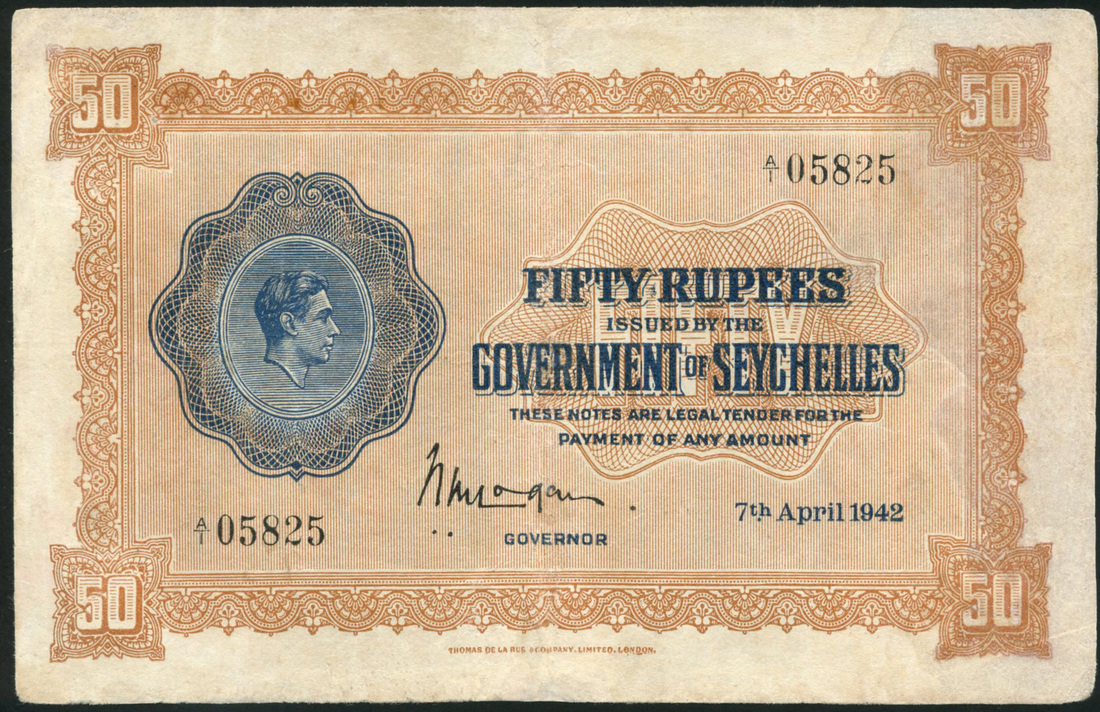 50 50
A/1 05825
FIFTY RUPEES
ISSUED BY THE
FIFTY
GOVERNMENT OF SEYCHELLES
THESE NOTES ARE LEGAL TENDER FOR THE
PAYMENT OF ANY AMOUNT
7th April 1942
A/1 05825
GOVERNOR
50 50
THOMAS DE LA RUE & COMPANY, LIMITED, LONDON.